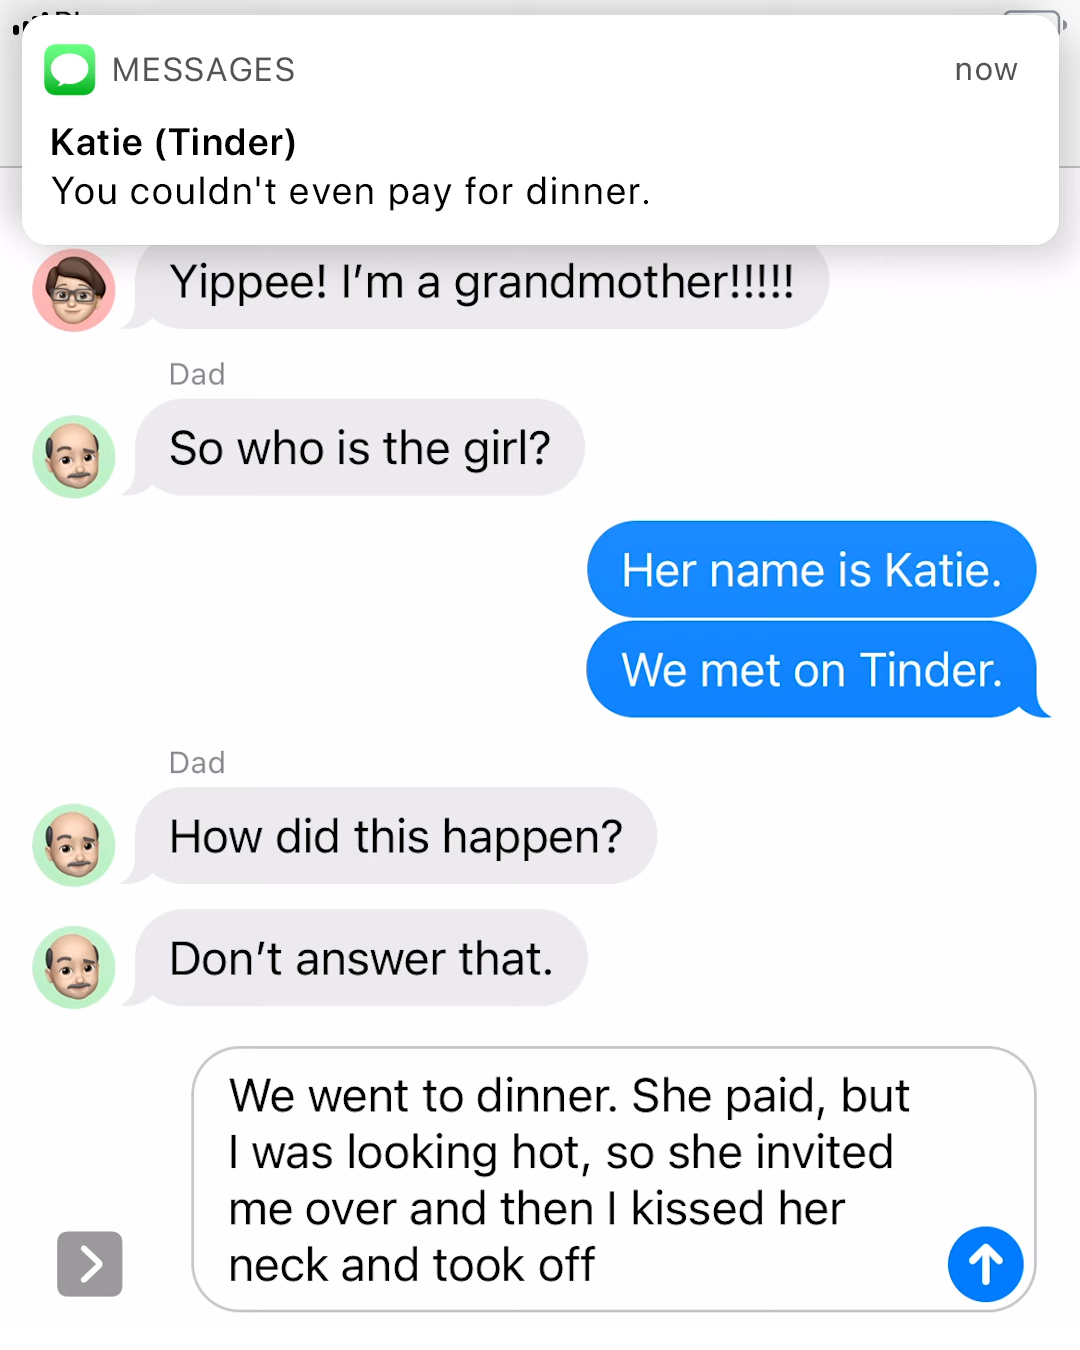 MESSAGES
now
Katie (Tinder)
You couldn't even pay for dinner.
Yippee! I’m a grandmother!!!!!
Dad
So who is the girl?
Her name is Katie.
We met on Tinder.
Dad
How did this happen?
Don’t answer that.
We went to dinner. She paid, but
I was looking hot, so she invited
me over and then I kissed her
neck and took off